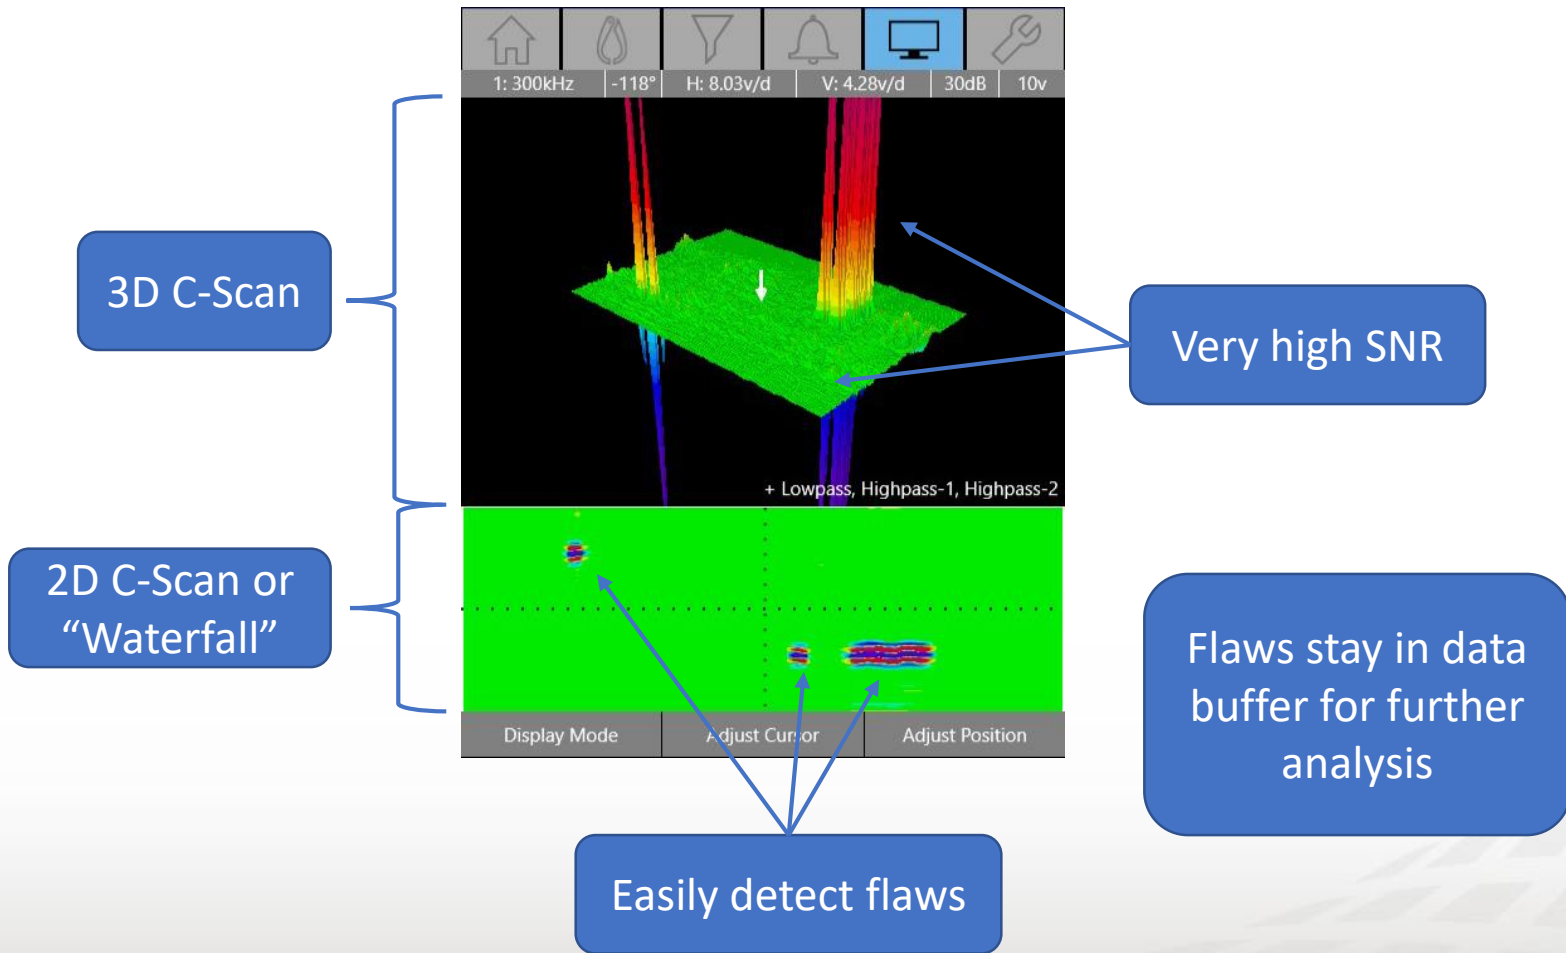 1: 300kHz -118° H: 8.03v/d V: 4.28v/d 30dB 10v
3D C-Scan
Very high SNR
+ Lowpass, Highpass-1, Highpass-2
2D C-Scan or
“Waterfall”
Flaws stay in data
buffer for further
analysis
Display Mode Adjust Cursor Adjust Position
Easily detect flaws